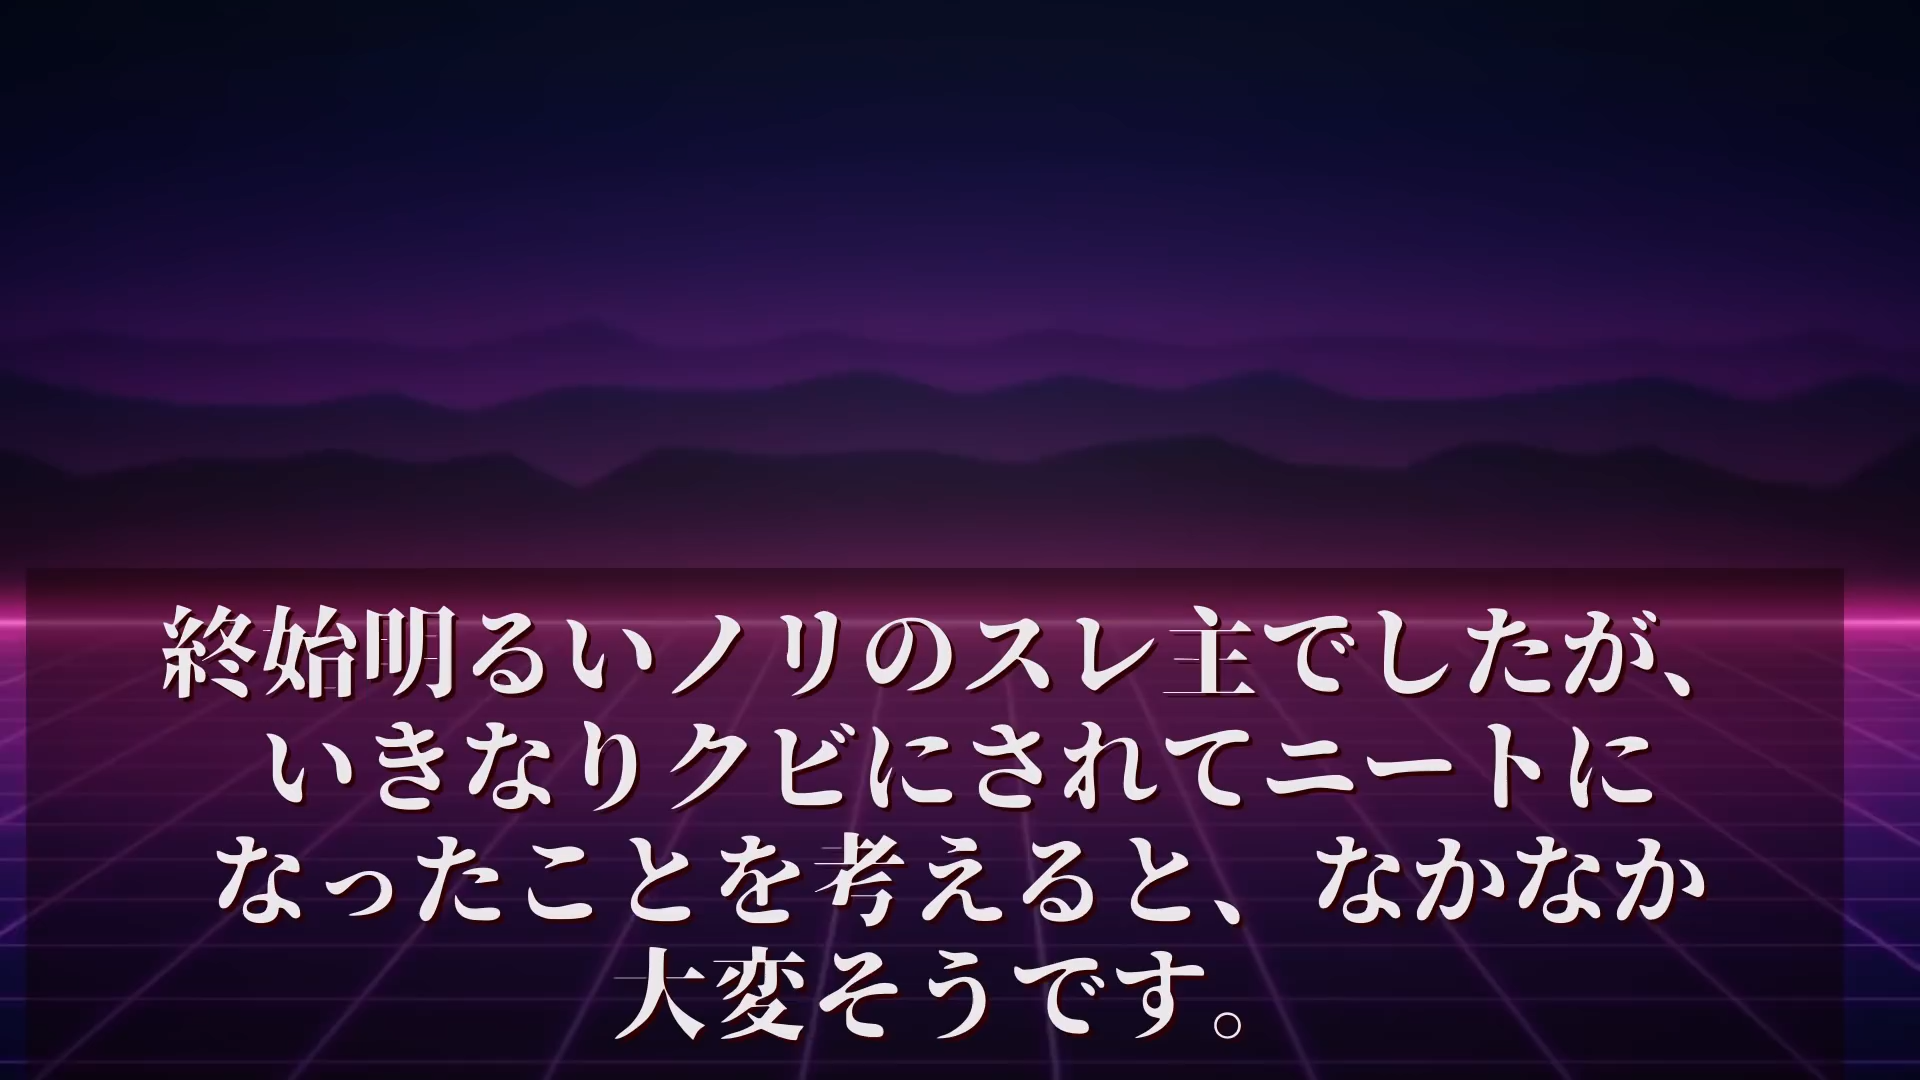 終始明るいノリのスレ主でしたが、
いきなりクビにされてニートに
なったことを考えると、なかなか
大変そうです。